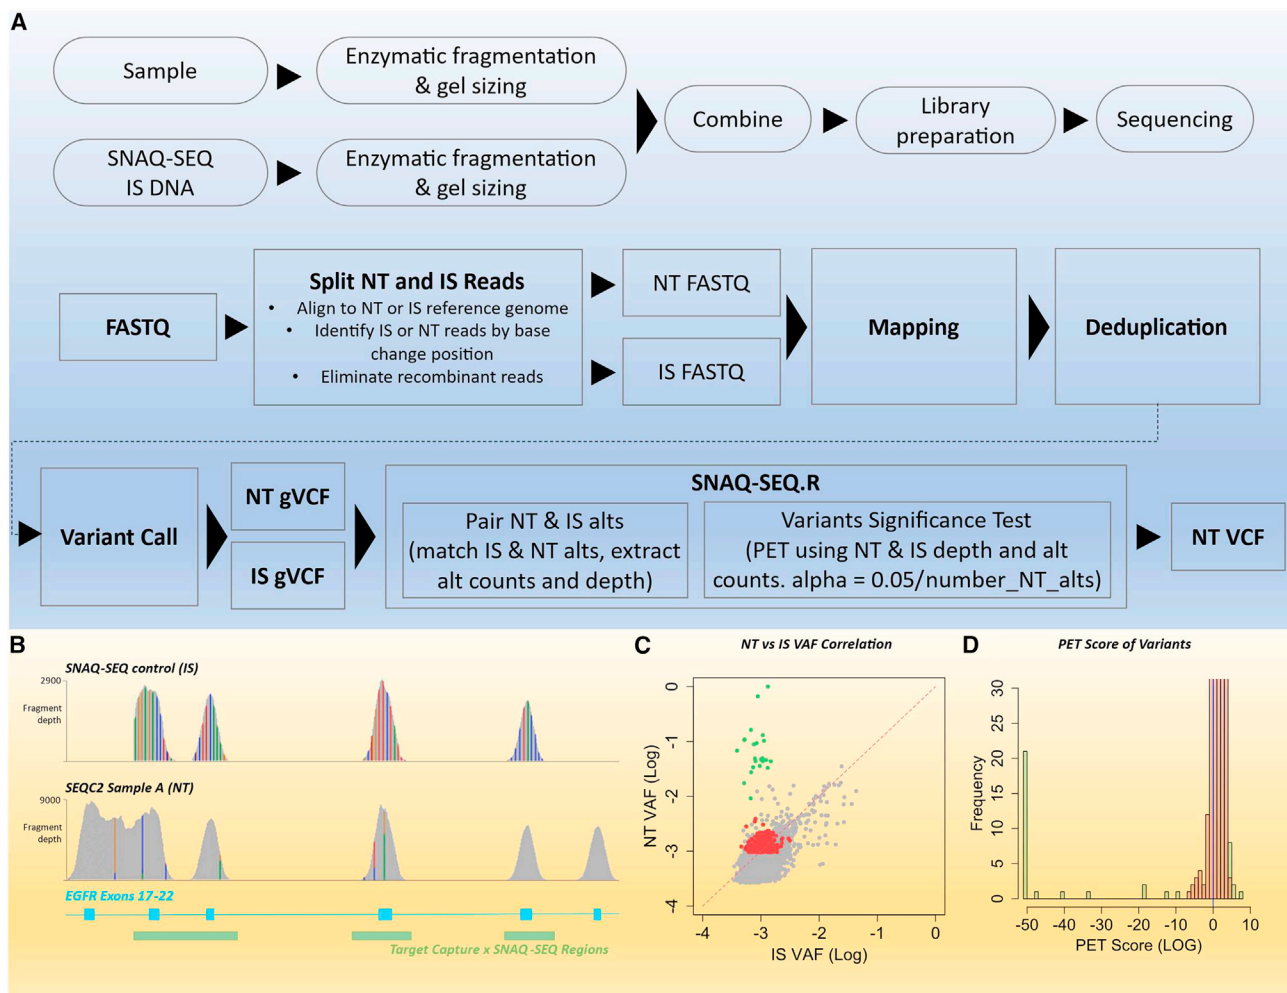 A
Sample
Enzymatic fragmentation
& gel sizing
SNAQ-SEQ
IS DNA
Enzymatic fragmentation
& gel sizing
Combine
Library
preparation
Sequencing
FASTQ
Split NT and IS Reads
• Align to NT or IS reference genome
• Identify IS or NT reads by base
change position
• Eliminate recombinant reads
NT FASTQ
IS FASTQ
Mapping
Deduplication
Variant Call
NT gVCF
IS gVCF
SNAQ-SEQ.R
Pair NT & IS alts
(match IS & NT alts, extract
alt counts and depth)
Variants Significance Test
(PET using NT & IS depth and alt
counts. alpha = 0.05/number_NT_alts)
NT VCF
B
SNAQ-SEQ control (IS)
2900
Fragment
depth
SEQC2 Sample A (NT)
9000
Fragment
depth
EGFR Exons 17-22
Target Capture x SNAQ-SEQ Regions
C
NT vs IS VAF Correlation
NT VAF (Log)
0
-1
-2
-3
-4
-4 -3 -2 -1 0
IS VAF (Log)
D
PET Score of Variants
Frequency
30
25
20
15
10
5
0
-50 -40 -30 -20 -10 0 10
PET Score (LOG)